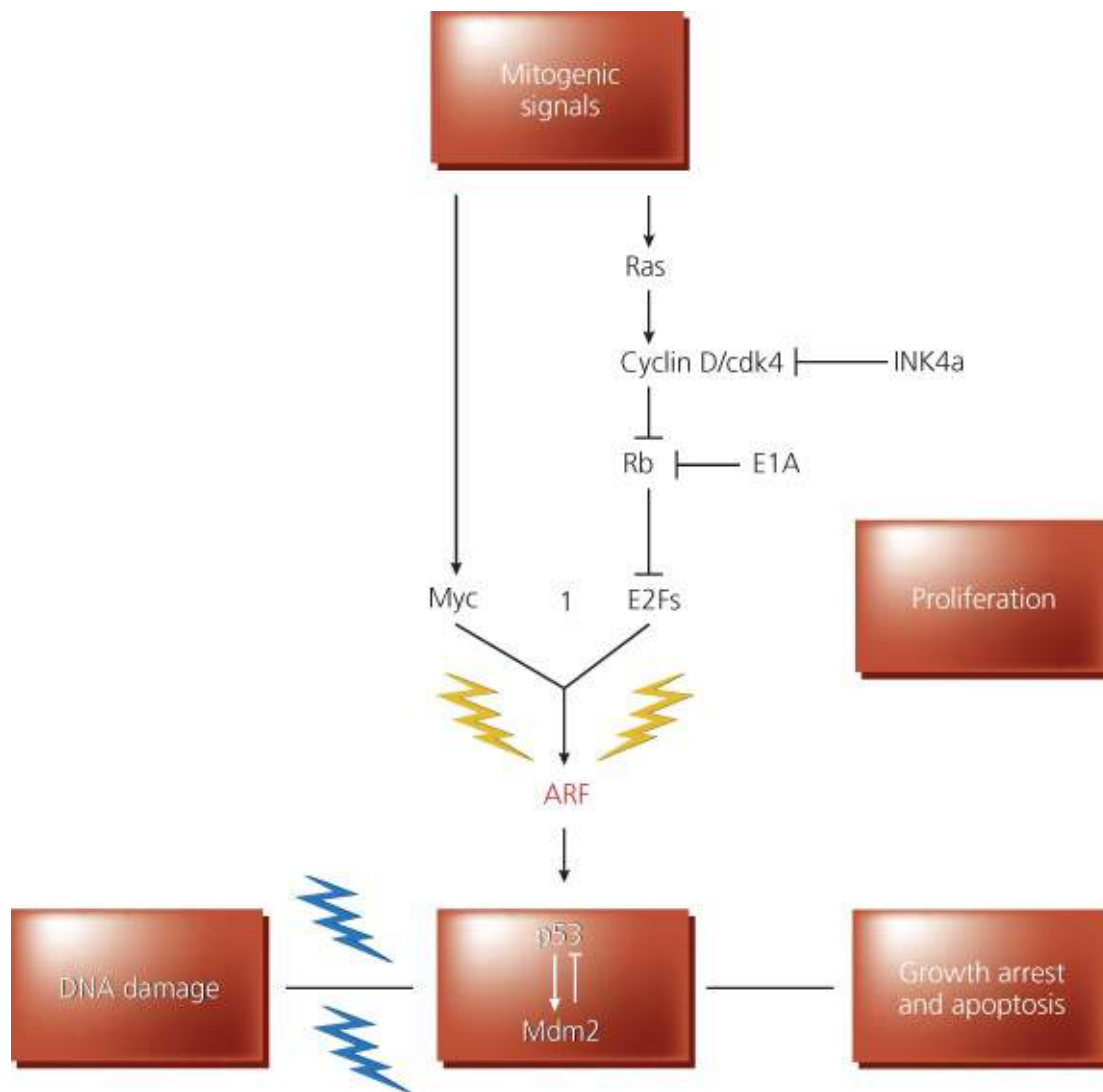 Mitogenic
signals
Ras
Cyclin D/cdk4
INK4a
Rb
E1A
Myc
1
E2Fs
Proliferation
ARF
DNA damage
p53
Mdm2
Growth arrest
and apoptosis